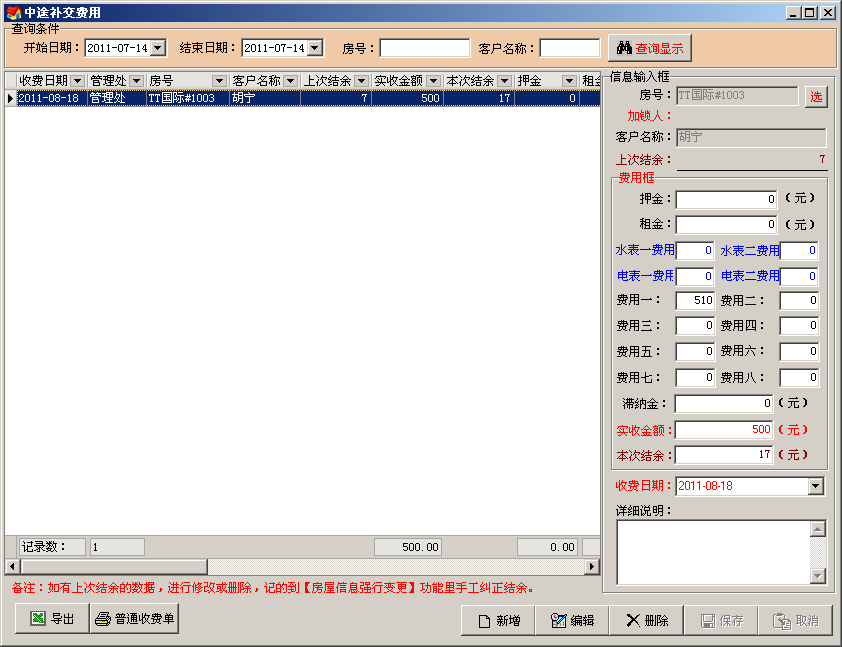 中途补交费用
查询条件
开始日期： 2011-07-14 结束日期： 2011-07-14 房号： 客户名称： 查询显示
收费日期 管理处 房号 客户名称 上次结余 实收金额 本次结余 押金 租金
2011-08-18 管理处 TT国际#1003 胡宁 7 500 17 0
记录数： 1 500.00 0.00
信息输入框
房号： TT国际#1003 选
加锁人：
客户名称： 胡宁
上次结余： 7
费用框
押金： 0 （元）
租金： 0 （元）
水表一费用 0 水表二费用 0
电表一费用 0 电表二费用 0
费用一： 510 费用二： 0
费用三： 0 费用四： 0
费用五： 0 费用六： 0
费用七： 0 费用八： 0
滞纳金： 0 （元）
实收金额： 500 （元）
本次结余： 17 （元）
收费日期： 2011-08-18
详细说明：
备注：如有上次结余的数据，进行修改或删除，记的到【房屋信息强行变更】功能里手工纠正结余。
导出 普通收费单 新增 编辑 删除 保存 取消